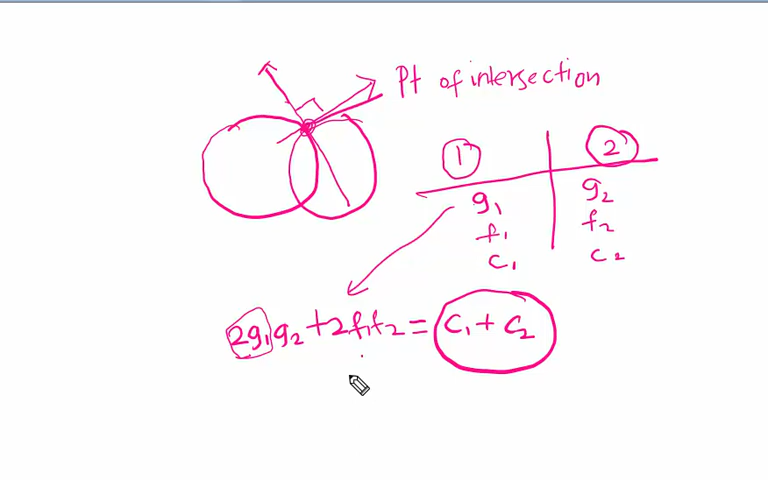 Pt of intersection
1 2
g₁ g₂
f₁ f₂
c₁ c₂
2g₁g₂ + 2f₁f₂ = c₁ + c₂